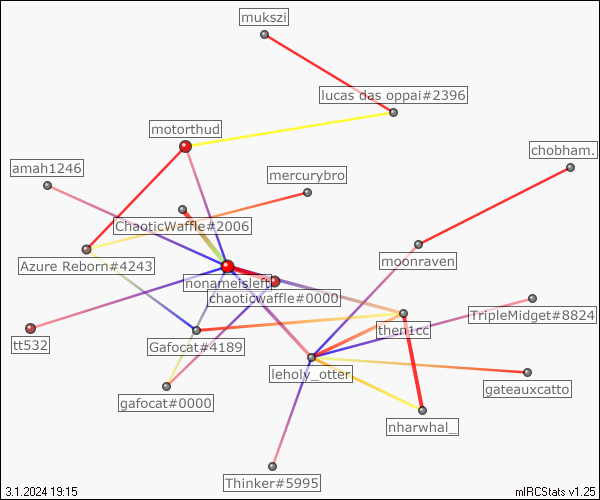 mukszi
lucas das oppai#2396
motorthud
chobham.
amah1246
mercurybro
ChaoticWaffle#2006
moonraven
Azure Reborn#4243
nonameisleft
chaoticwaffle#0000
TripleMidget#8824
then1cc
tt532
Gafocat#4189
leholy_otter
gateauxcatto
gafocat#0000
nharwhal_
Thinker#5995
3.1.2024 19:15
mIRCStats v1.25